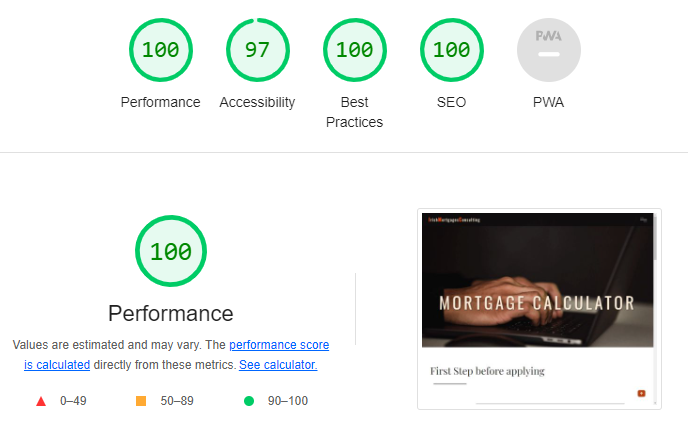 100 97 100 100 PWA
Performance Accessibility Best Practices SEO PWA
100
Performance
Values are estimated and may vary. The performance score
is calculated directly from these metrics. See calculator.
0–49 50–89 90–100
MORTGAGE CALCULATOR
First Step before applying